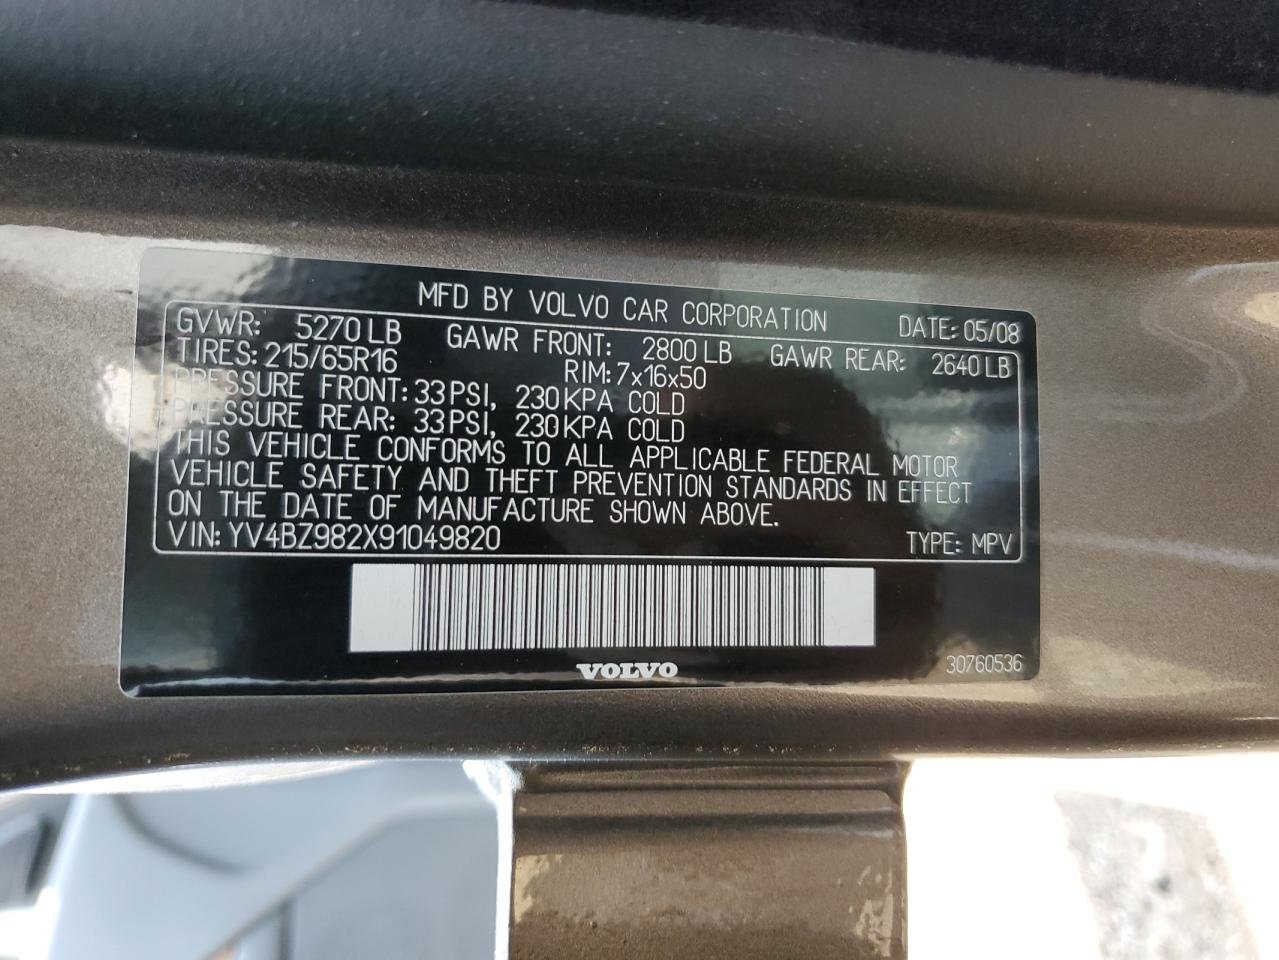 MFD BY VOLVO CAR CORPORATION DATE: 05/08
GVWR: 5270 LB GAWR FRONT: 2800 LB GAWR REAR: 2640 LB
TIRES: 215/65R16 RIM: 7x16x50
PRESSURE FRONT: 33 PSI, 230 KPA COLD
PRESSURE REAR: 33 PSI, 230 KPA COLD
THIS VEHICLE CONFORMS TO ALL APPLICABLE FEDERAL MOTOR
VEHICLE SAFETY AND THEFT PREVENTION STANDARDS IN EFFECT
ON THE DATE OF MANUFACTURE SHOWN ABOVE.
VIN: YV4BZ982X91049820 TYPE: MPV
VOLVO 30760536